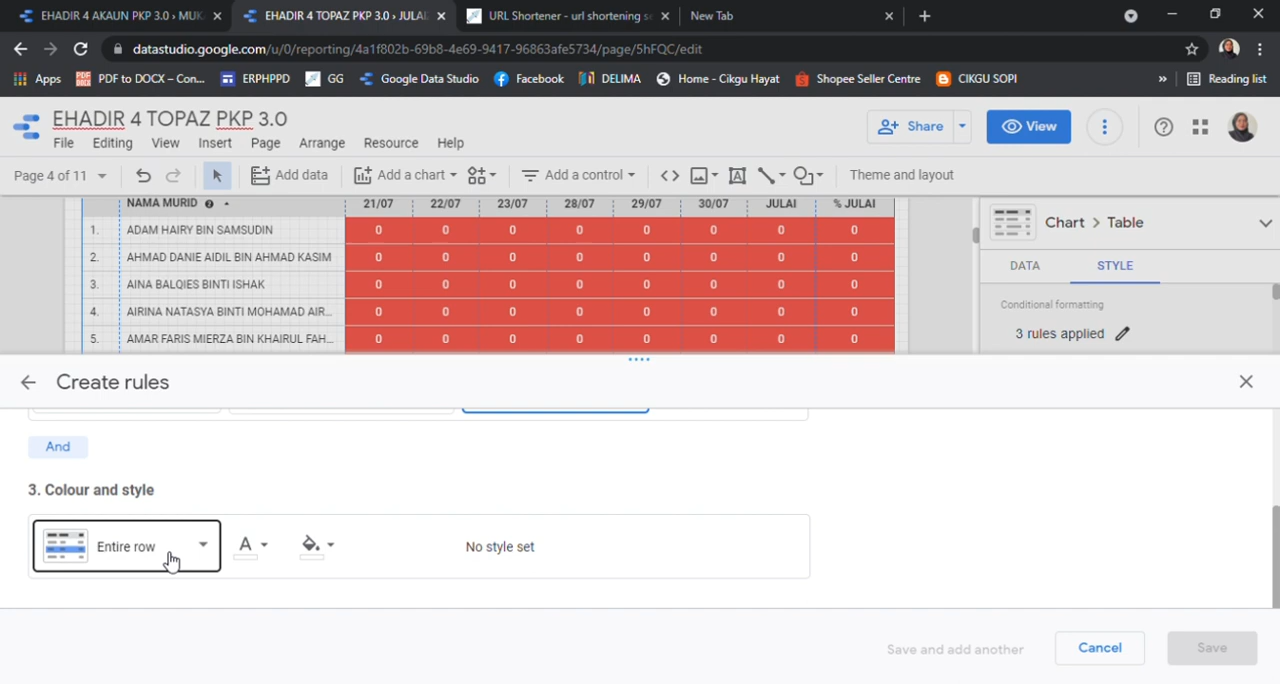 EHADIR 4 AKAUN PKP 3.0 › MUK
EHADIR 4 TOPAZ PKP 3.0 › JULAI
URL Shortener - url shortening se
New Tab
datastudio.google.com/u/0/reporting/4a1f802b-69b8-4e69-9417-96863afe5734/page/5hFQC/edit
Apps
PDF to DOCX – Con...
ERPHPPD
GG
Google Data Studio
Facebook
DELIMA
Home - Cikgu Hayat
Shopee Seller Centre
CIKGU SOPI
»
Reading list
EHADIR 4 TOPAZ PKP 3.0
File Editing View Insert Page Arrange Resource Help
Share
View
Page 4 of 11
Add data
Add a chart
Add a control
Theme and layout
NAMA MURID 21/07 22/07 23/07 28/07 29/07 30/07 JULAI % JULAI
1. ADAM HAIRY BIN SAMSUDIN 0 0 0 0 0 0 0 0
2. AHMAD DANIE AIDIL BIN AHMAD KASIM 0 0 0 0 0 0 0 0
3. AINA BALQIES BINTI ISHAK 0 0 0 0 0 0 0 0
4. AIRINA NATASYA BINTI MOHAMAD AIR... 0 0 0 0 0 0 0 0
5. AMAR FARIS MIERZA BIN KHAIRUL FAH... 0 0 0 0 0 0 0 0
Chart > Table
DATA STYLE
Conditional formatting
3 rules applied
Create rules
And
3. Colour and style
Entire row
A
No style set
Save and add another
Cancel
Save